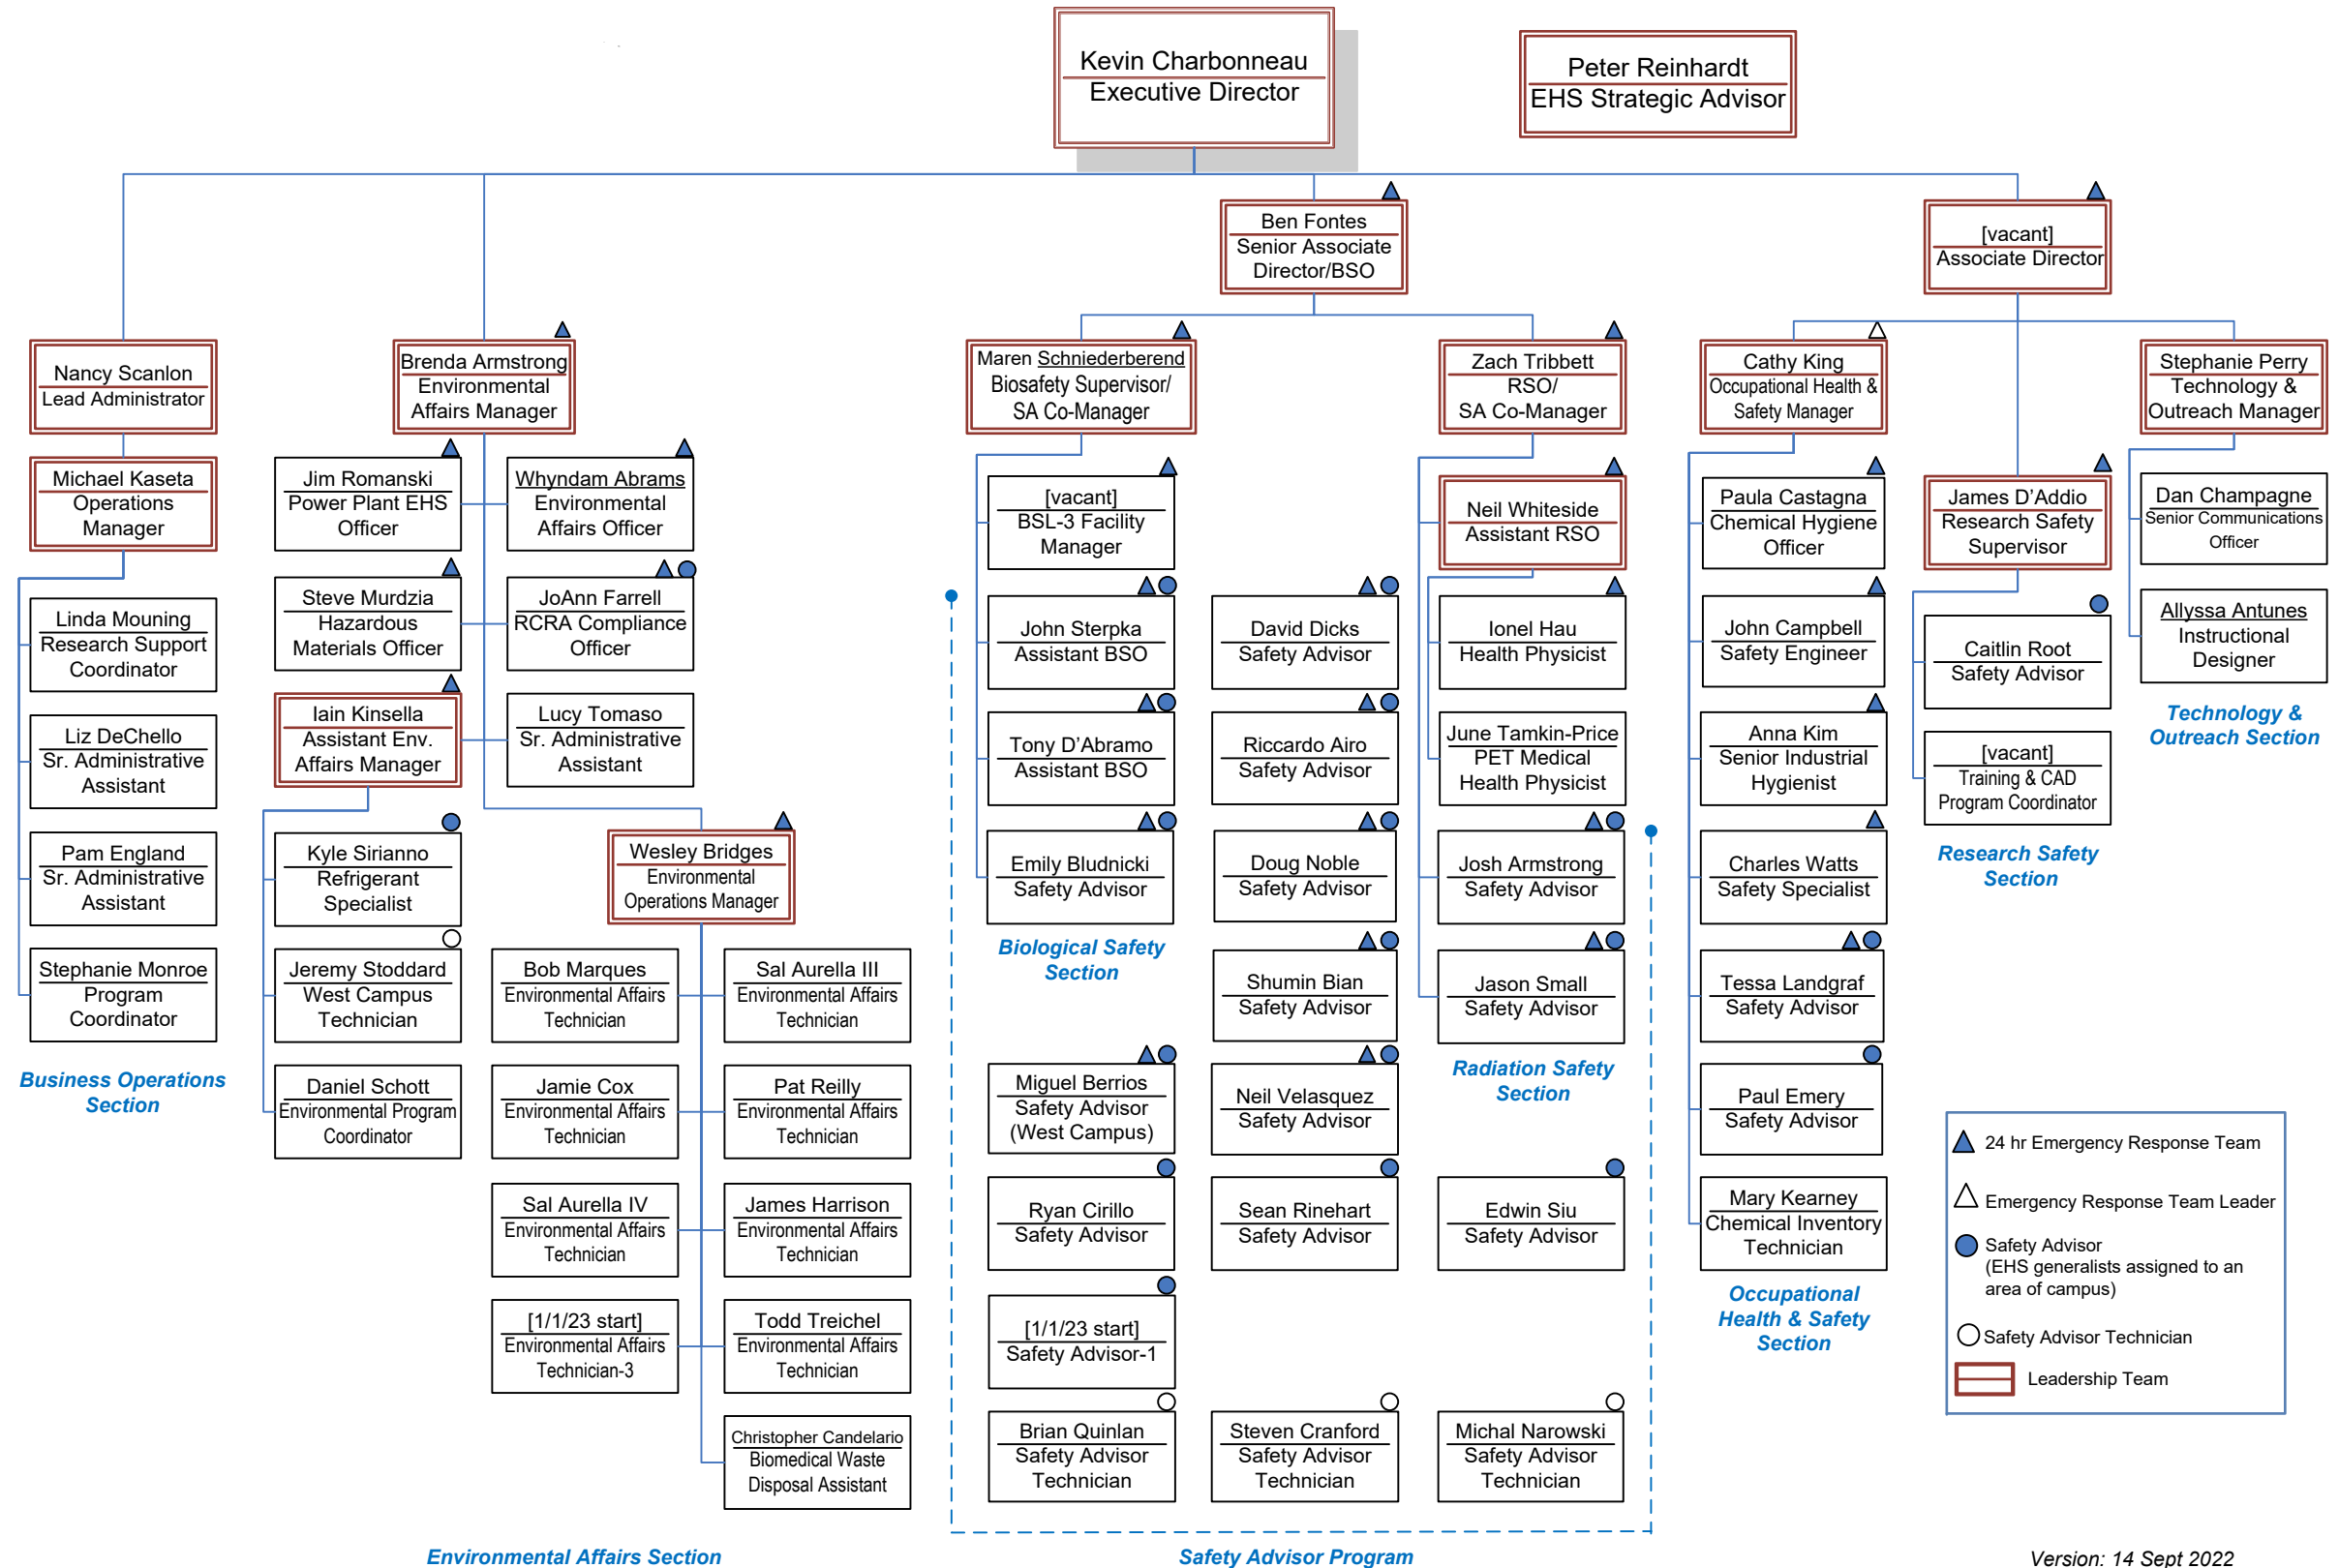 Kevin Charbonneau
Executive Director
Peter Reinhardt
EHS Strategic Advisor
Ben Fontes
Senior Associate
Director/BSO
[vacant]
Associate Director
Nancy Scanlon
Lead Administrator
Michael Kaseta
Operations
Manager
Linda Mouning
Research Support
Coordinator
Liz DeChello
Sr. Administrative
Assistant
Pam England
Sr. Administrative
Assistant
Stephanie Monroe
Program
Coordinator
Business Operations
Section
Brenda Armstrong
Environmental
Affairs Manager
Jim Romanski
Power Plant EHS
Officer
Whyndam Abrams
Environmental
Affairs Officer
Steve Murdzia
Hazardous
Materials Officer
JoAnn Farrell
RCRA Compliance
Officer
Iain Kinsella
Assistant Env.
Affairs Manager
Lucy Tomaso
Sr. Administrative
Assistant
Kyle Sirianno
Refrigerant
Specialist
Jeremy Stoddard
West Campus
Technician
Daniel Schott
Environmental Program
Coordinator
Wesley Bridges
Environmental
Operations Manager
Bob Marques
Environmental Affairs
Technician
Sal Aurella III
Environmental Affairs
Technician
Jamie Cox
Environmental Affairs
Technician
Pat Reilly
Environmental Affairs
Technician
Sal Aurella IV
Environmental Affairs
Technician
James Harrison
Environmental Affairs
Technician
[1/1/23 start]
Environmental Affairs
Technician-3
Todd Treichel
Environmental Affairs
Technician
Christopher Candelario
Biomedical Waste
Disposal Assistant
Environmental Affairs Section
Maren Schniederberend
Biosafety Supervisor/
SA Co-Manager
[vacant]
BSL-3 Facility
Manager
John Sterpka
Assistant BSO
Tony D’Abramo
Assistant BSO
Emily Bludnicki
Safety Advisor
Biological Safety
Section
David Dicks
Safety Advisor
Riccardo Airo
Safety Advisor
Doug Noble
Safety Advisor
Shumin Bian
Safety Advisor
Zach Tribbett
RSO/
SA Co-Manager
Neil Whiteside
Assistant RSO
Ionel Hau
Health Physicist
June Tamkin-Price
PET Medical
Health Physicist
Josh Armstrong
Safety Advisor
Jason Small
Safety Advisor
Radiation Safety
Section
Miguel Berrios
Safety Advisor
(West Campus)
Neil Velasquez
Safety Advisor
Ryan Cirillo
Safety Advisor
Sean Rinehart
Safety Advisor
Edwin Siu
Safety Advisor
[1/1/23 start]
Safety Advisor-1
Brian Quinlan
Safety Advisor
Technician
Steven Cranford
Safety Advisor
Technician
Michal Narowski
Safety Advisor
Technician
Safety Advisor Program
Cathy King
Occupational Health &
Safety Manager
Paula Castagna
Chemical Hygiene
Officer
John Campbell
Safety Engineer
Anna Kim
Senior Industrial
Hygienist
Charles Watts
Safety Specialist
Tessa Landgraf
Safety Advisor
Paul Emery
Safety Advisor
Mary Kearney
Chemical Inventory
Technician
Occupational
Health & Safety
Section
James D’Addio
Research Safety
Supervisor
Caitlin Root
Safety Advisor
[vacant]
Training & CAD
Program Coordinator
Research Safety
Section
Stephanie Perry
Technology &
Outreach Manager
Dan Champagne
Senior Communications
Officer
Allyssa Antunes
Instructional
Designer
Technology &
Outreach Section
24 hr Emergency Response Team
Emergency Response Team Leader
Safety Advisor
(EHS generalists assigned to an
area of campus)
Safety Advisor Technician
Leadership Team
Version: 14 Sept 2022